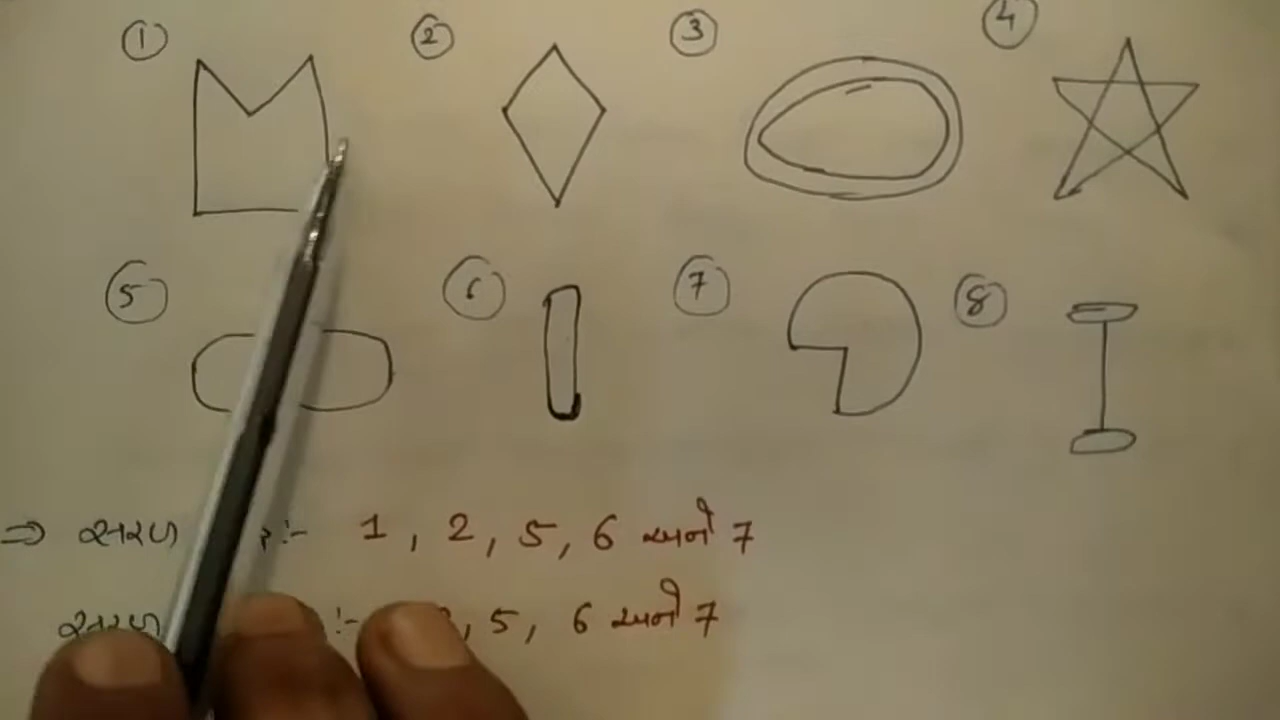 1 2 3 4
5 6 7 8
⇒ સરળ :- 1, 2, 5, 6 અને 7
સરળ :- , 5, 6 અને 7